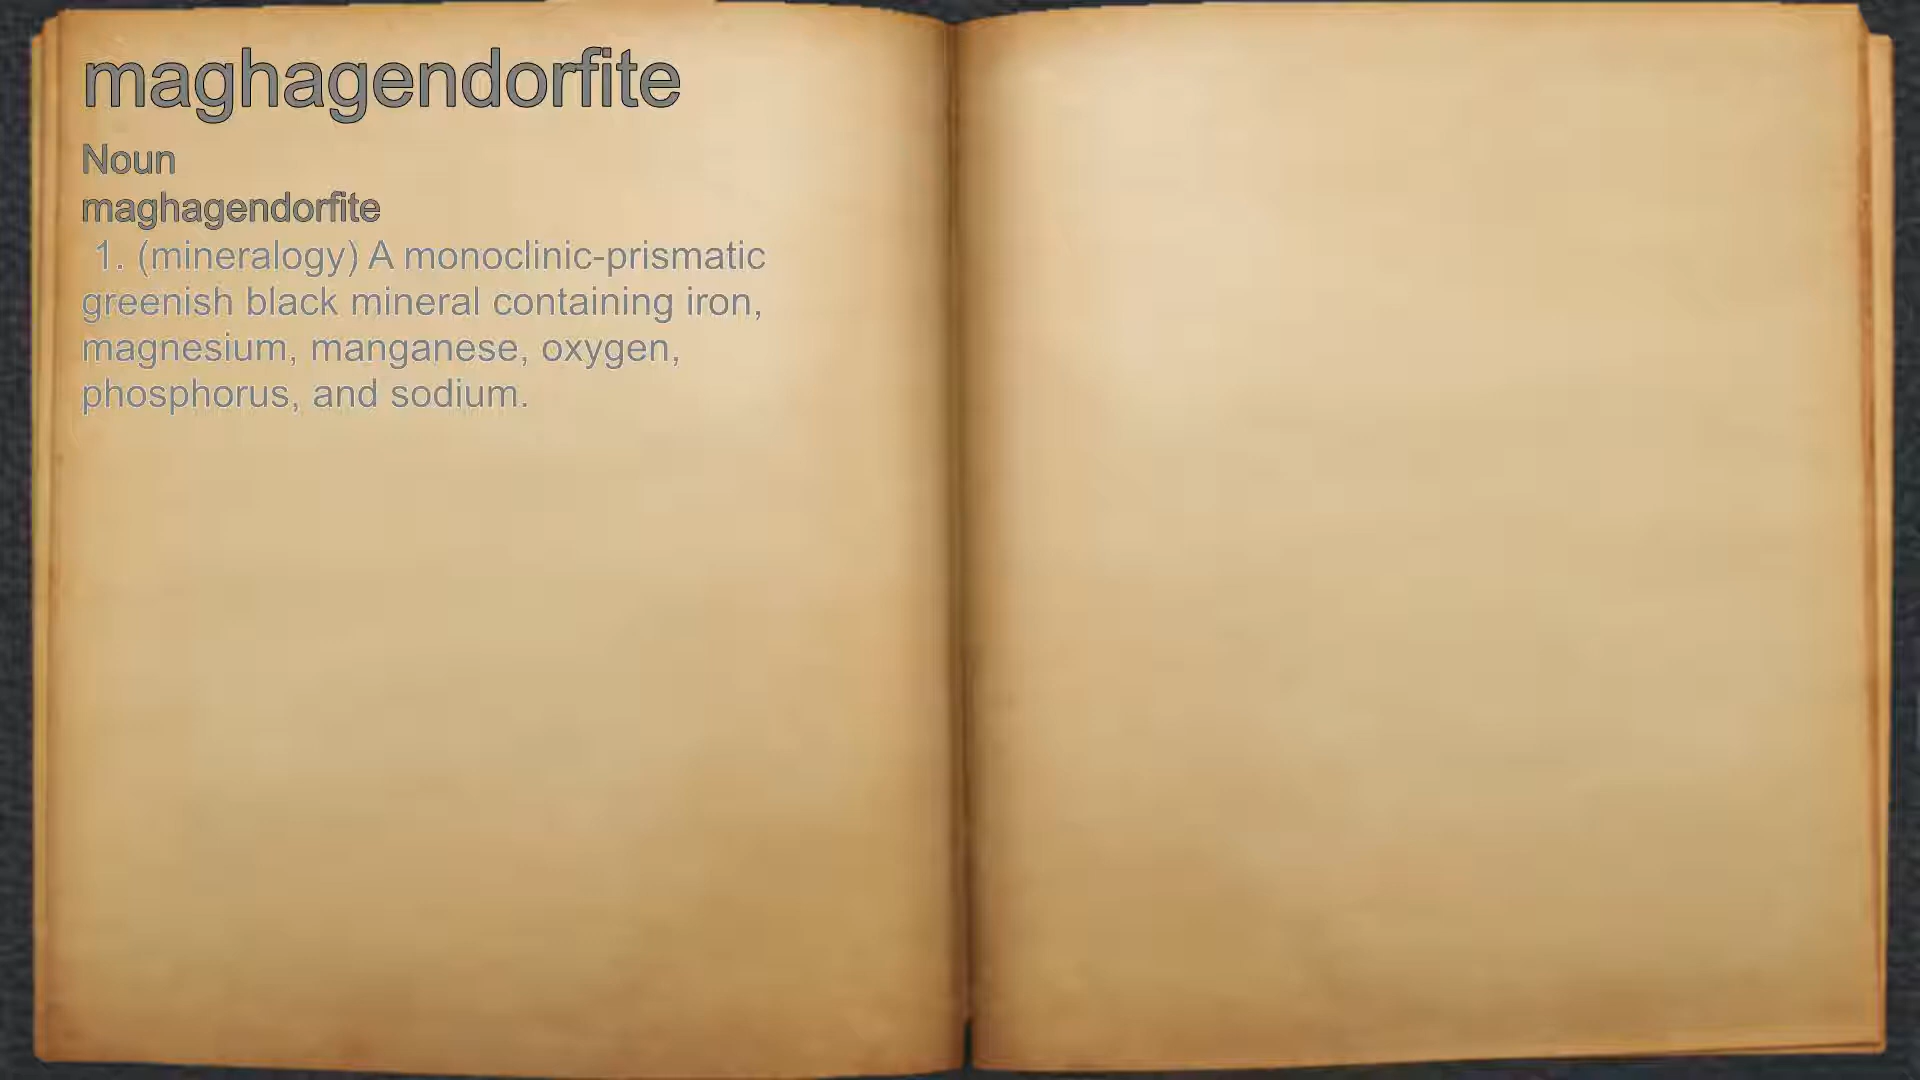 maghagendorfite
Noun
maghagendorfite
1. (mineralogy) A monoclinic-prismatic
greenish black mineral containing iron,
magnesium, manganese, oxygen,
phosphorus, and sodium.